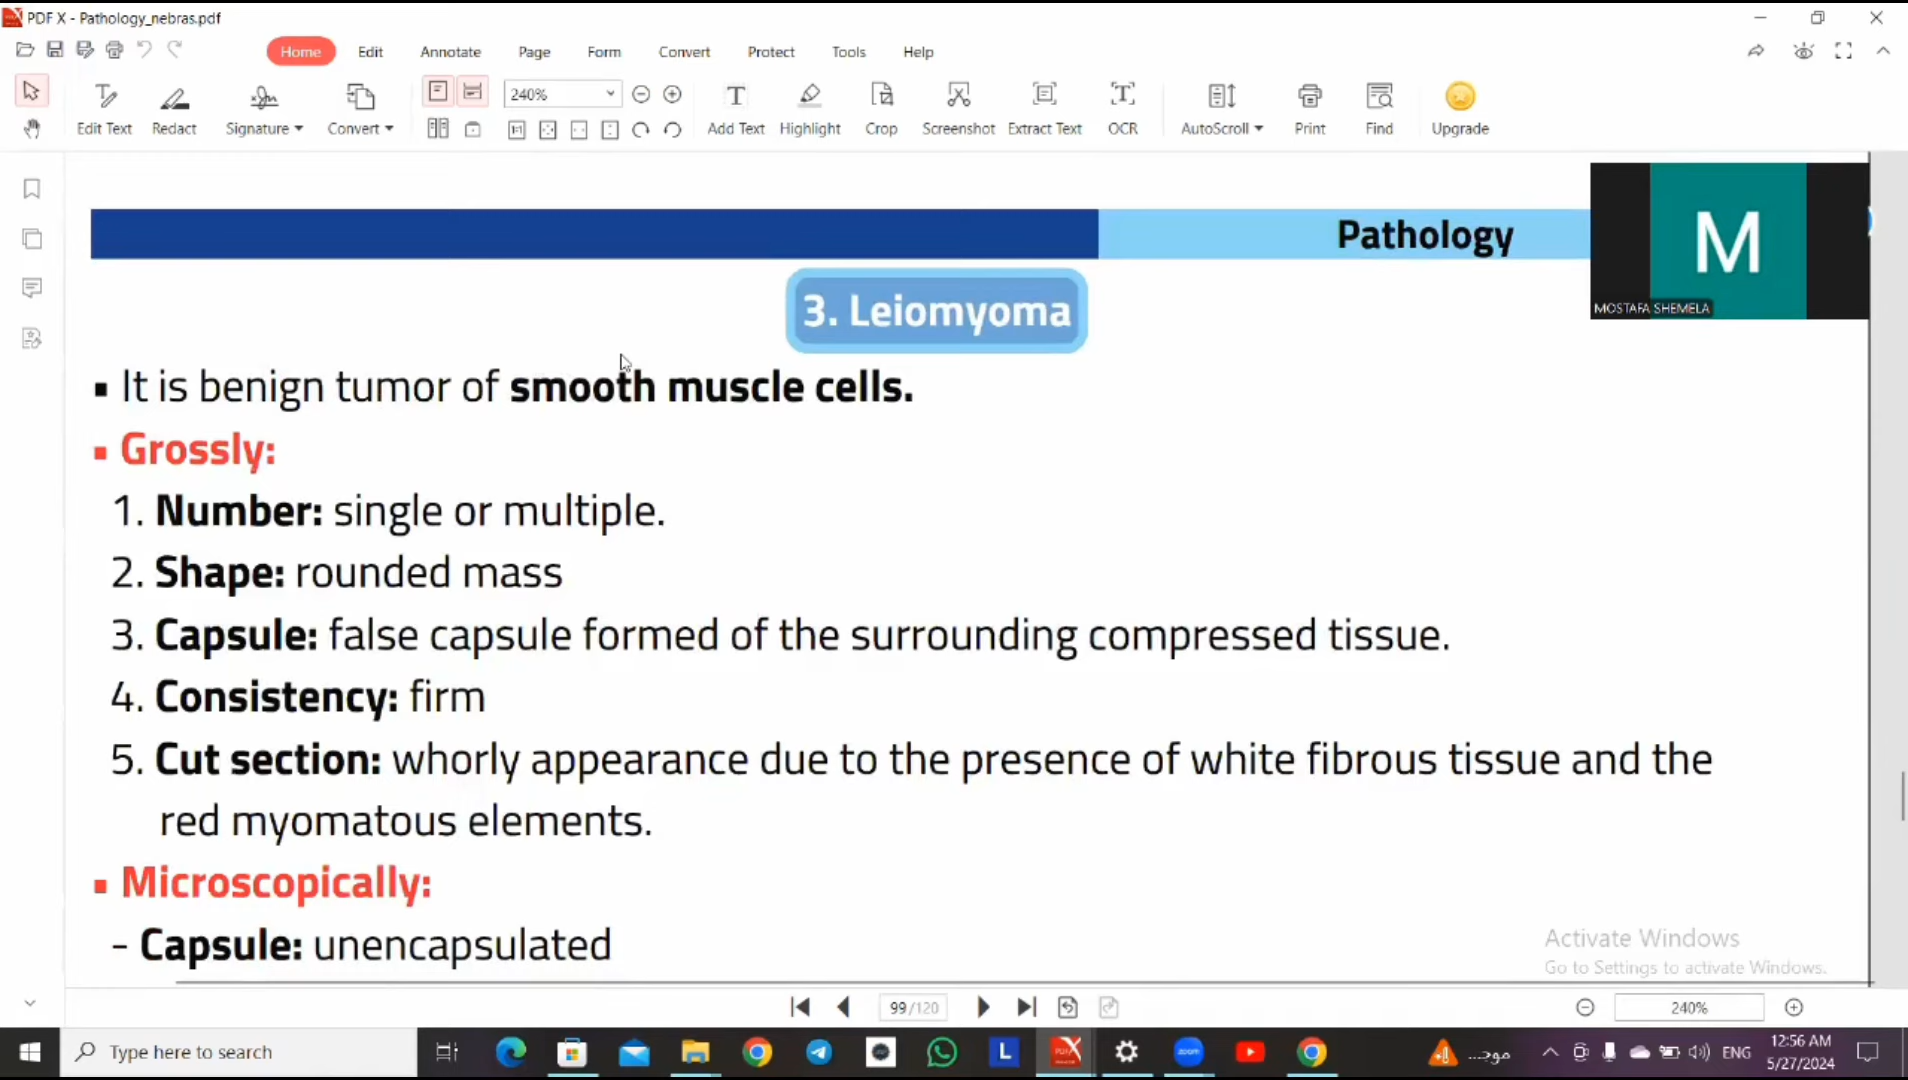 PDF X - Pathology_nebras.pdf
Home Edit Annotate Page Form Convert Protect Tools Help
240%
Edit Text Redact Signature Convert Add Text Highlight Crop Screenshot Extract Text OCR AutoScroll Print Find Upgrade
Pathology
M
MOSTAFA SHEMELA
3. Leiomyoma
▪ It is benign tumor of smooth muscle cells.
▪ Grossly:
1. Number: single or multiple.
2. Shape: rounded mass
3. Capsule: false capsule formed of the surrounding compressed tissue.
4. Consistency: firm
5. Cut section: whorly appearance due to the presence of white fibrous tissue and the
red myomatous elements.
▪ Microscopically:
- Capsule: unencapsulated
Activate Windows
Go to Settings to activate Windows.
99/120
240%
Type here to search
L
zoom
موجـ...
ENG
12:56 AM
5/27/2024